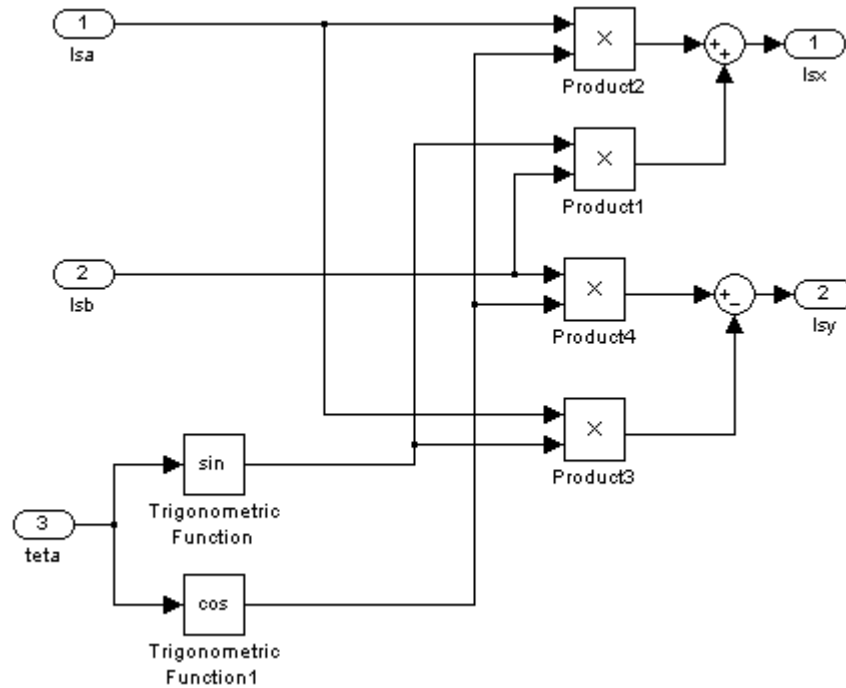 1
Isa
×
Product2
+
+
1
Isx
×
Product1
2
Isb
×
Product4
+
−
2
Isy
×
Product3
sin
Trigonometric
Function
3
teta
cos
Trigonometric
Function1